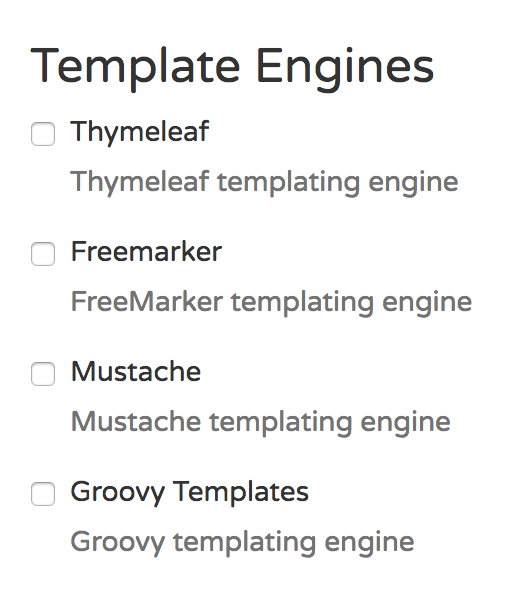 Template Engines
Thymeleaf
Thymeleaf templating engine
Freemarker
FreeMarker templating engine
Mustache
Mustache templating engine
Groovy Templates
Groovy templating engine